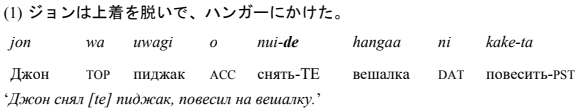 (1) ジョンは上着を脱いで、ハンガーにかけた。
jon wa uwagi o nui-de hangaa ni kake-ta
Джон TOP пиджак ACC снять-TE вешалка DAT повесить-PST
‘Джон снял [te] пиджак, повесил на вешалку.’